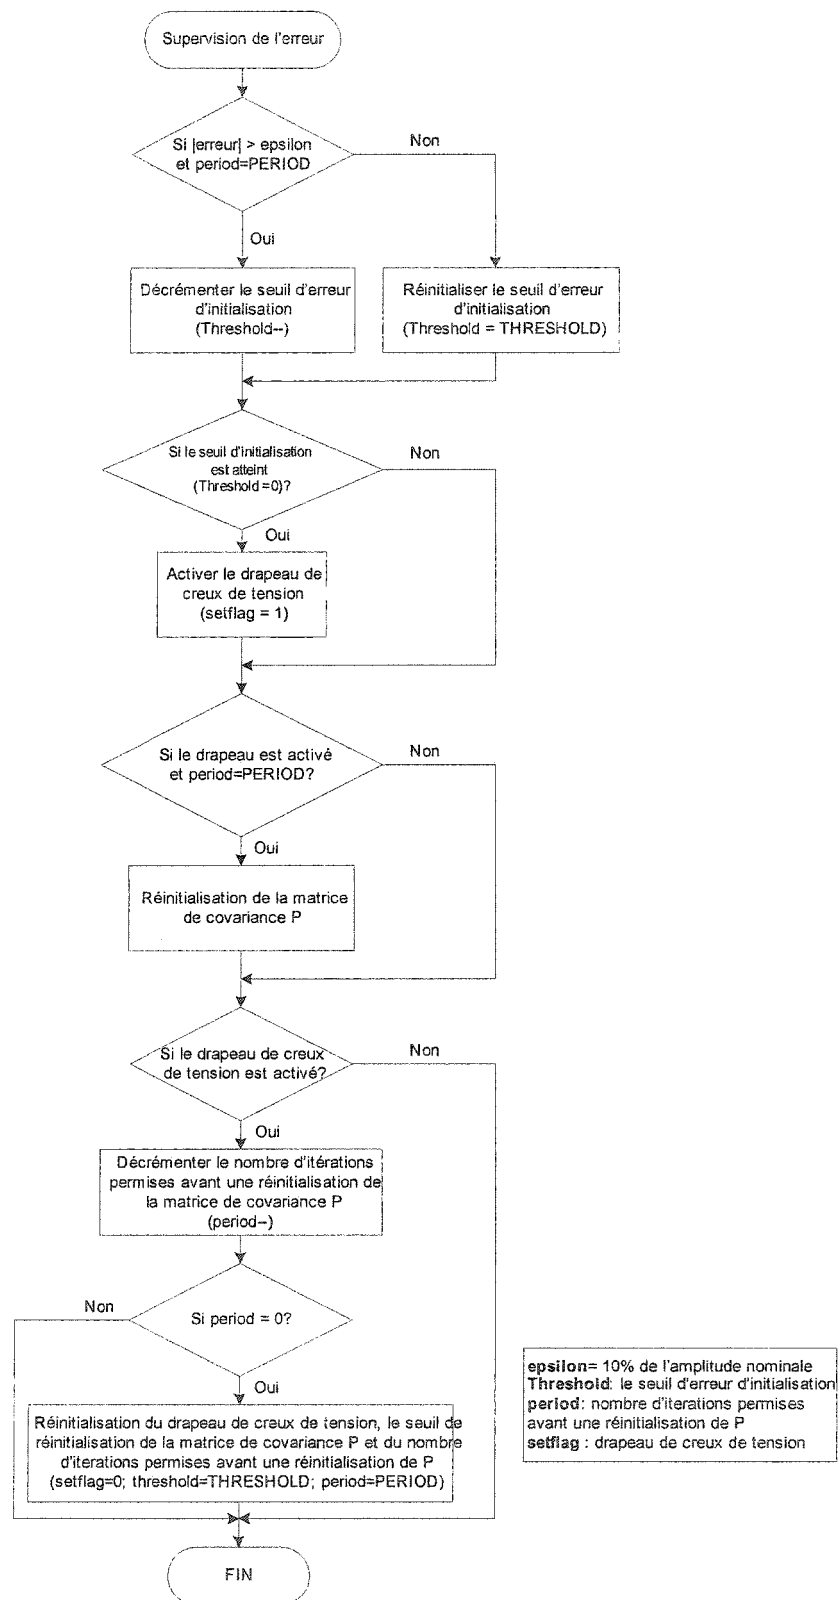 Supervision de l'erreur
Si |erreur| > epsilon
et period=PERIOD
Non
Oui
Décrémenter le seuil d'erreur
d'initialisation
(Threshold--)
Réinitialiser le seuil d'erreur
d'initialisation
(Threshold = THRESHOLD)
Si le seuil d'initialisation
est atteint
(Threshold =0)?
Non
Oui
Activer le drapeau de
creux de tension
(setflag = 1)
Si le drapeau est activé
et period=PERIOD?
Non
Oui
Réinitialisation de la matrice
de covariance P
Si le drapeau de creux
de tension est activé?
Non
Oui
Décrémenter le nombre d'itérations
permises avant une réinitialisation de
la matrice de covariance P
(period--)
Non
Si period = 0?
Oui
Réinitialisation du drapeau de creux de tension, le seuil de
réinitialisation de la matrice de covariance P et du nombre
d'iterations permises avant une réinitialisation de P
(setflag=0; threshold=THRESHOLD; period=PERIOD)
FIN
epsilon= 10% de l'amplitude nominale
Threshold: le seuil d'erreur d'initialisation
period: nombre d'iterations permises
avant une réinitialisation de P
setflag : drapeau de creux de tension